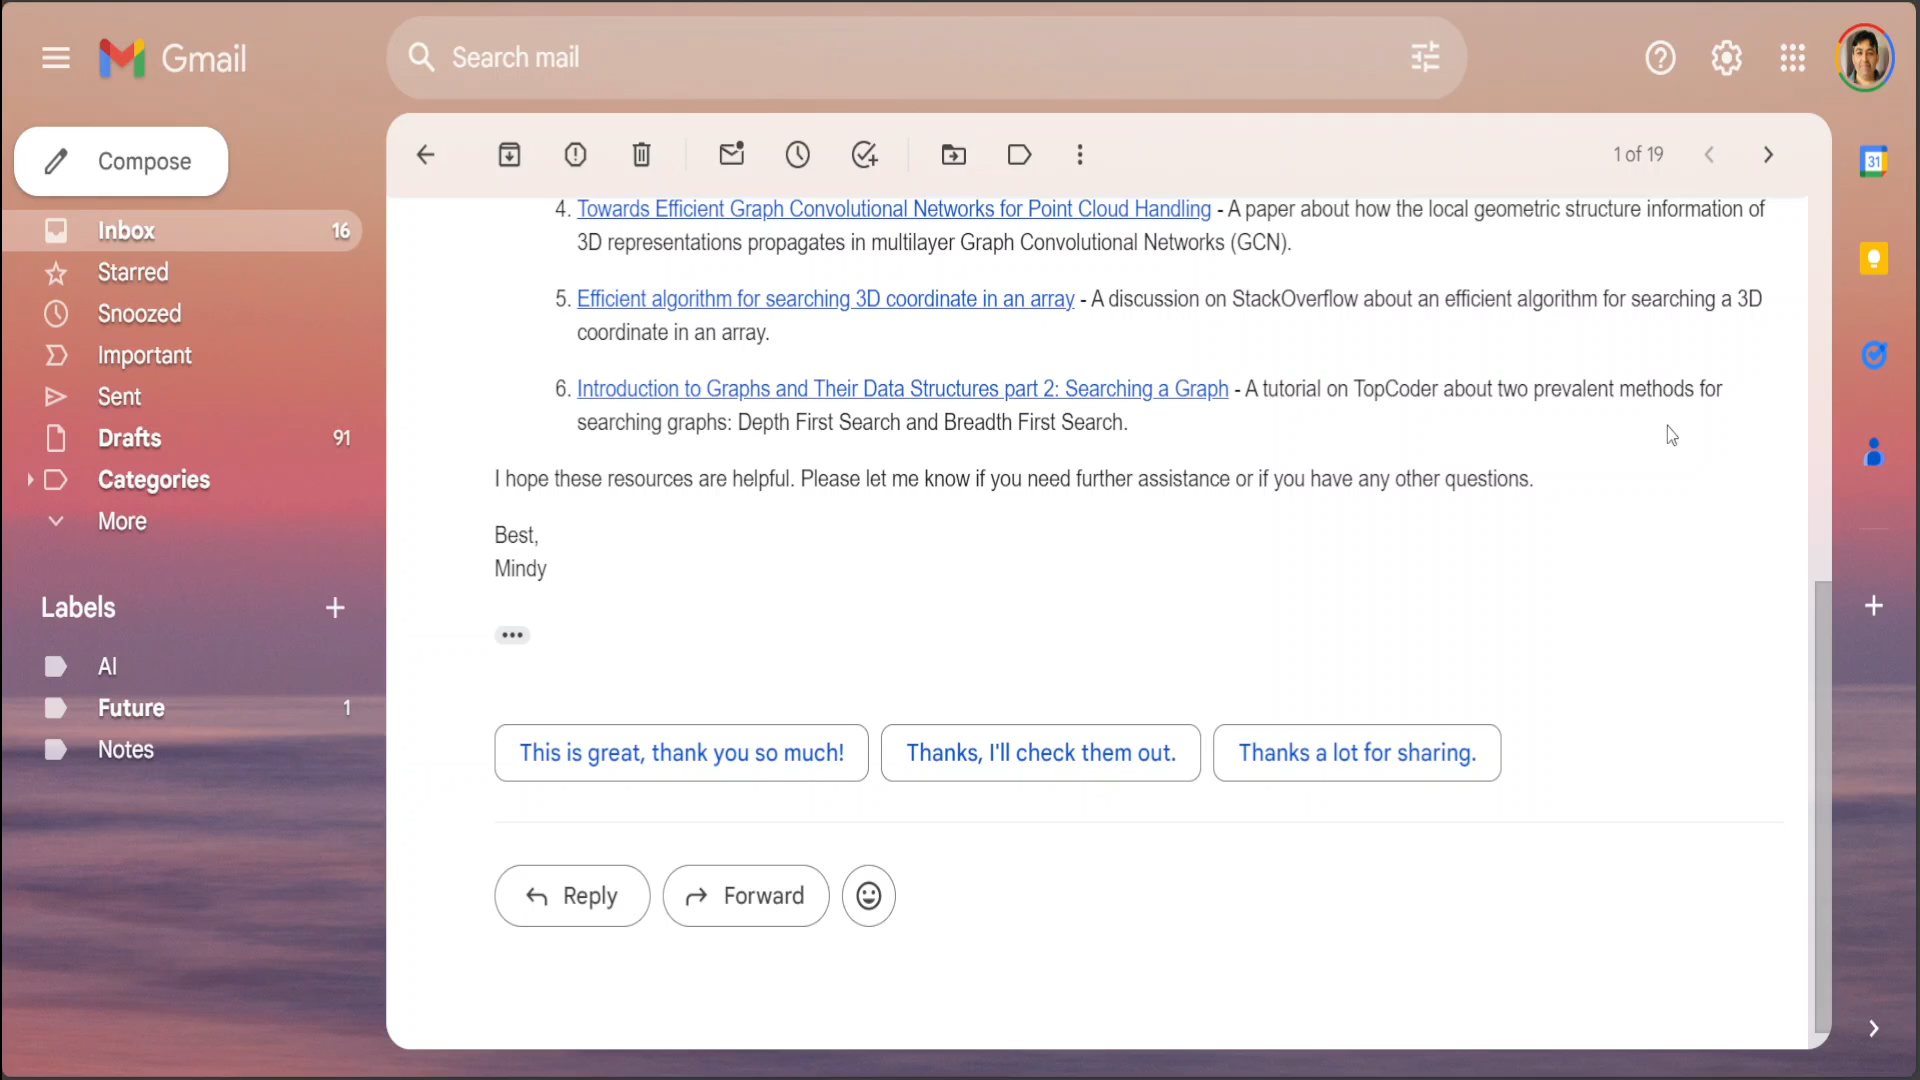 Gmail
Search mail
Compose
1 of 19
31
Inbox 16
Starred
Snoozed
Important
Sent
Drafts 91
Categories
More
Labels
AI
Future 1
Notes
4. Towards Efficient Graph Convolutional Networks for Point Cloud Handling - A paper about how the local geometric structure information of
3D representations propagates in multilayer Graph Convolutional Networks (GCN).
5. Efficient algorithm for searching 3D coordinate in an array - A discussion on StackOverflow about an efficient algorithm for searching a 3D
coordinate in an array.
6. Introduction to Graphs and Their Data Structures part 2: Searching a Graph - A tutorial on TopCoder about two prevalent methods for
searching graphs: Depth First Search and Breadth First Search.
I hope these resources are helpful. Please let me know if you need further assistance or if you have any other questions.
Best,
Mindy
This is great, thank you so much! Thanks, I'll check them out. Thanks a lot for sharing.
Reply Forward